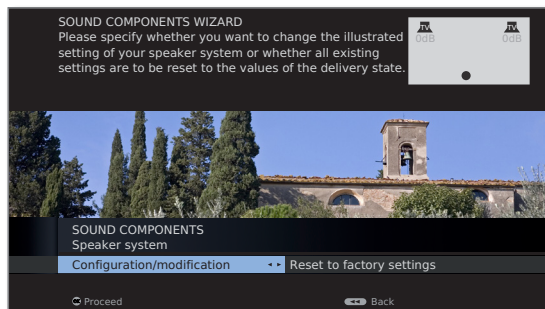 SOUND COMPONENTS WIZARD
Please specify whether you want to change the illustrated
setting of your speaker system or whether all existing
settings are to be reset to the values of the delivery state.
TV TV
0dB 0dB
SOUND COMPONENTS
Speaker system
Configuration/modification Reset to factory settings
OK Proceed Back